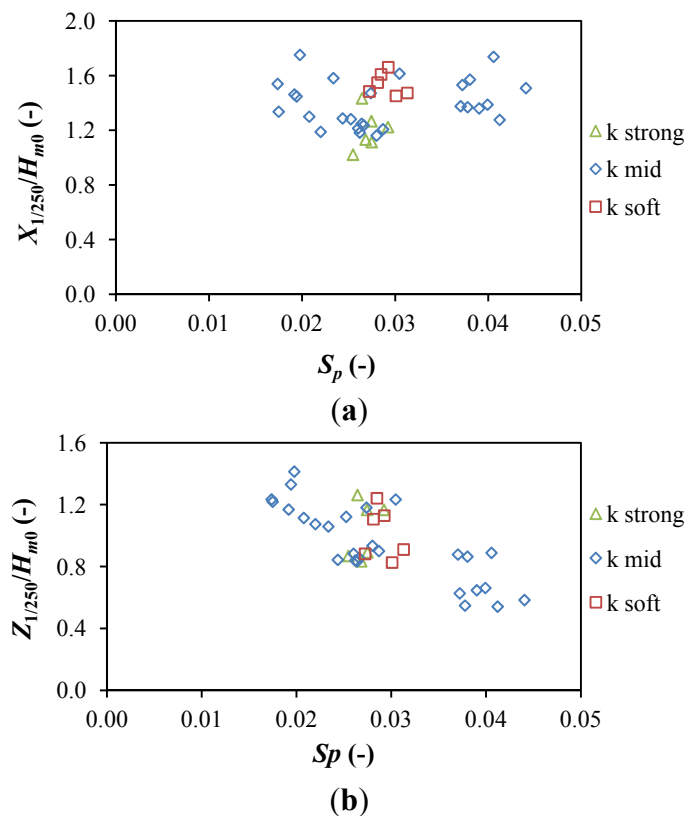 2.0
1.6
1.2
0.8
0.4
0.0
X1/250/Hm0 (-)
k strong
k mid
k soft
0.00 0.01 0.02 0.03 0.04 0.05
Sp (-)
(a)
1.6
1.2
0.8
0.4
0.0
Z1/250/Hm0 (-)
k strong
k mid
k soft
0.00 0.01 0.02 0.03 0.04 0.05
Sp (-)
(b)